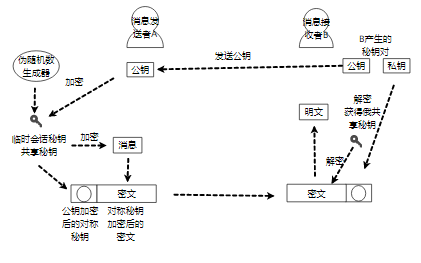 消息发
送者A
消息接
收者B
B产生的
秘钥对
伪随机数
生成器
发送公钥
公钥
公钥
私钥
加密
解密
获得俄共
享秘钥
明文
临时会话秘钥
共享秘钥
加密
消息
解密
密文
密文
公钥加密
后的对称
秘钥
对称秘钥
加密后的
密文